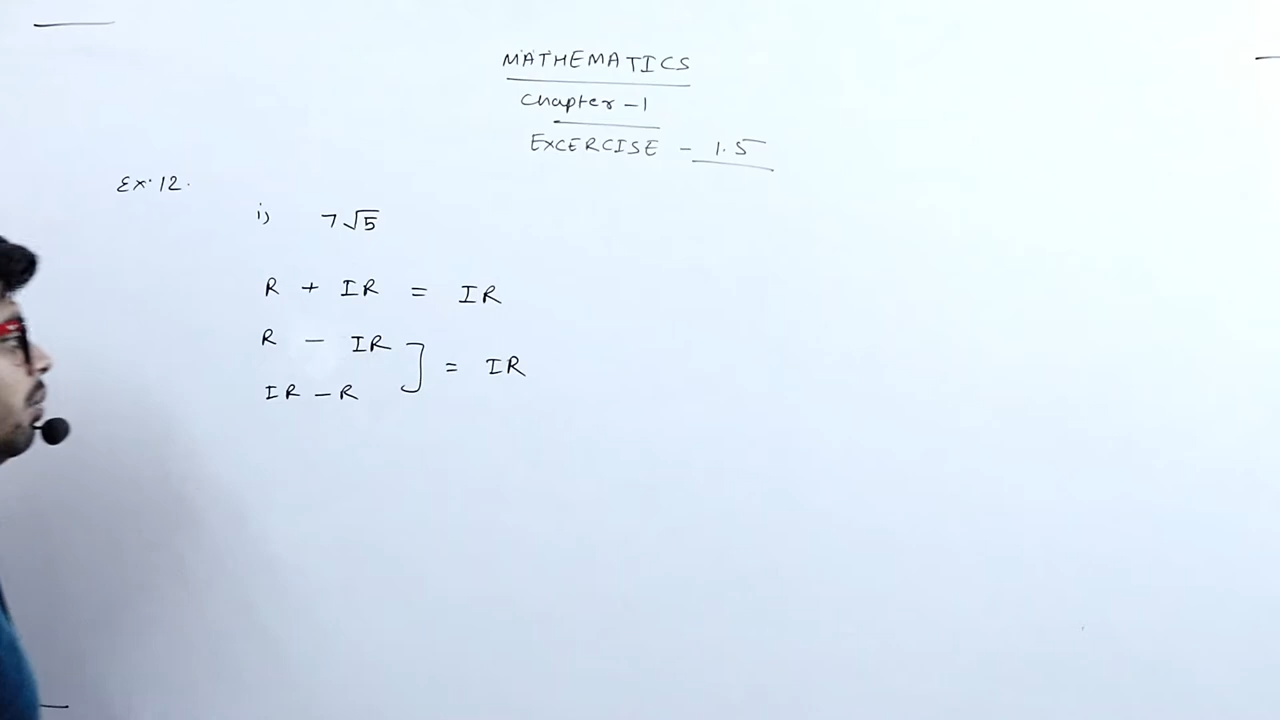 MATHEMATICS
Chapter - 1
EXCERCISE - 1.5
Ex. 12.
i) 7√5
R + IR = IR
R - IR
] = IR
IR - R